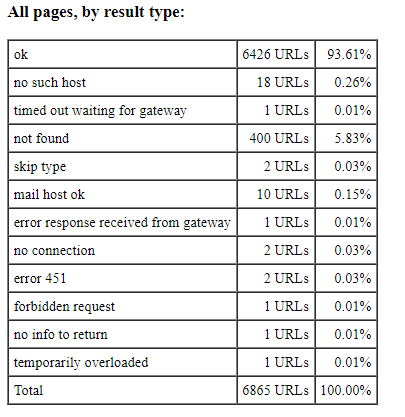 All pages, by result type:
ok 6426 URLs 93.61%
no such host 18 URLs 0.26%
timed out waiting for gateway 1 URLs 0.01%
not found 400 URLs 5.83%
skip type 2 URLs 0.03%
mail host ok 10 URLs 0.15%
error response received from gateway 1 URLs 0.01%
no connection 2 URLs 0.03%
error 451 2 URLs 0.03%
forbidden request 1 URLs 0.01%
no info to return 1 URLs 0.01%
temporarily overloaded 1 URLs 0.01%
Total 6865 URLs 100.00%